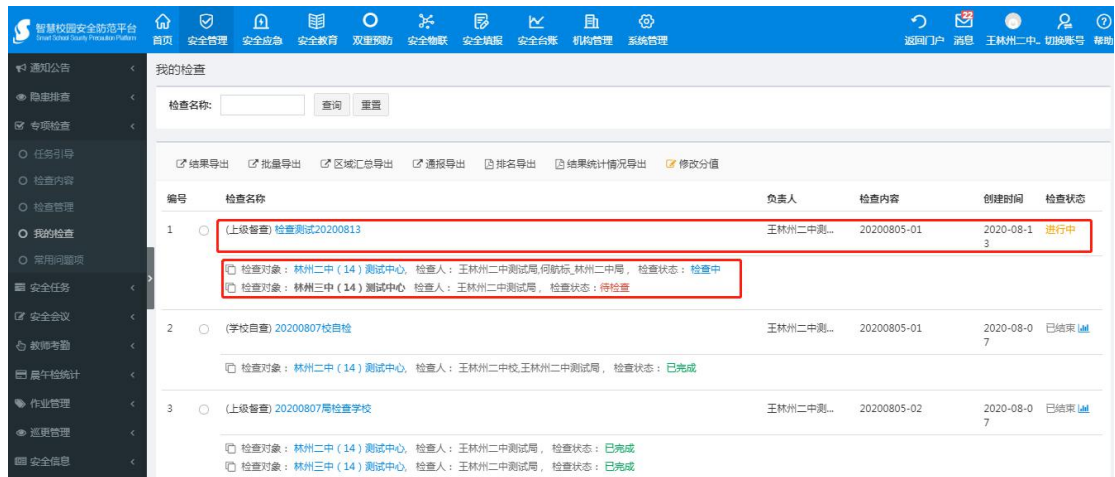 智慧校园安全防范平台
首页 安全管理 安全应急 安全教育 双重预防 安全物联 安全填报 安全台账 机构管理 系统管理 返回门户 22 消息 王林州二中... 切换账号 帮助
通知公告
隐患排查
专项检查
任务引导
检查内容
检查管理
我的检查
常用问题项
安全任务
安全会议
教师考勤
晨午检统计
作业管理
巡更管理
安全信息
我的检查
检查名称: 查询 重置
结果导出 批量导出 区域汇总导出 通报导出 排名导出 结果统计情况导出 修改分值
编号 检查名称 负责人 检查内容 创建时间 检查状态
1 (上级督查) 检查测试20200813 王林州二中测... 20200805-01 2020-08-1 进行中
3
检查对象：林州二中（14）测试中心, 检查人：王林州二中测试局,何航标_林州二中局， 检查状态：检查中
检查对象：林州三中（14）测试中心 检查人：王林州二中测试局， 检查状态：待检查
2 (学校自查) 20200807校自检 王林州二中测... 20200805-01 2020-08-0 已结束
7
检查对象：林州二中（14）测试中心, 检查人：王林州二中校,王林州二中测试局， 检查状态：已完成
3 (上级督查) 20200807局检查学校 王林州二中测... 20200805-02 2020-08-0 已结束
7
检查对象：林州二中（14）测试中心, 检查人：王林州二中测试局， 检查状态：已完成
检查对象：林州三中（14）测试中心, 检查人：王林州二中测试局， 检查状态：已完成